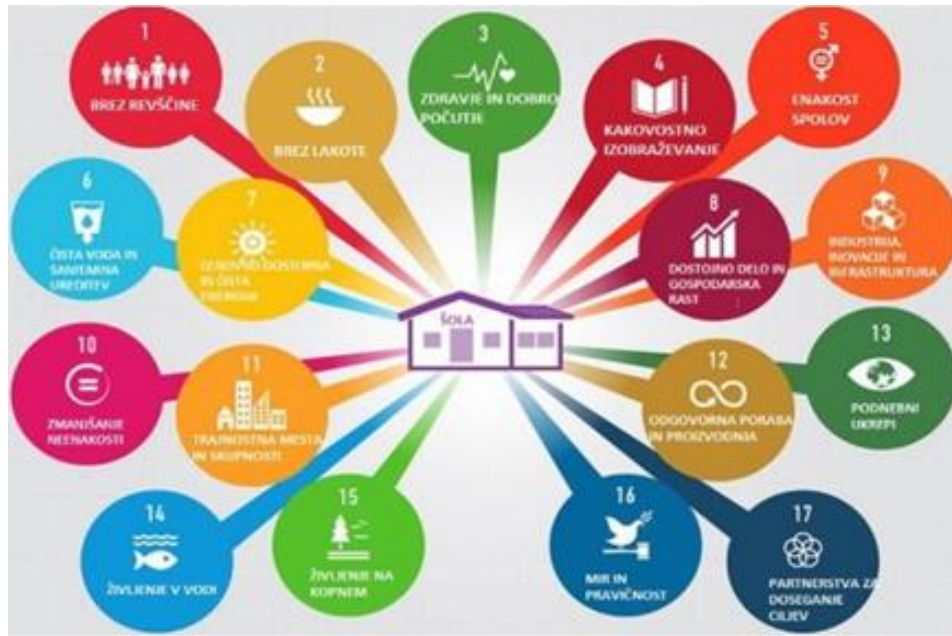 1
BREZ REVŠČINE
2
BREZ LAKOTE
3
ZDRAVJE IN DOBRO
POČUTJE
4
KAKOVOSTNO
IZOBRAŽEVANJE
5
ENAKOST
SPOLOV
6
ČISTA VODA IN
SANITARNA
UREDITEV
7
CENOVNO DOSTOPNA
IN ČISTA
ENERGIJA
8
DOSTOJNO DELO IN
GOSPODARSKA
RAST
9
INDUSTRIJA,
INOVACIJE IN
INFRASTRUKTURA
ŠOLA
10
ZMANJŠANJE
NEENAKOSTI
11
TRAJNOSTNA MESTA
IN SKUPNOSTI
12
ODGOVORNA PORABA
IN PROIZVODNJA
13
PODNEBNI
UKREPI
14
ŽIVLJENJE V VODI
15
ŽIVLJENJE NA
KOPNEM
16
MIR IN
PRAVIČNOST
17
PARTNERSTVA ZA
DOSEGANJE
CILJEV